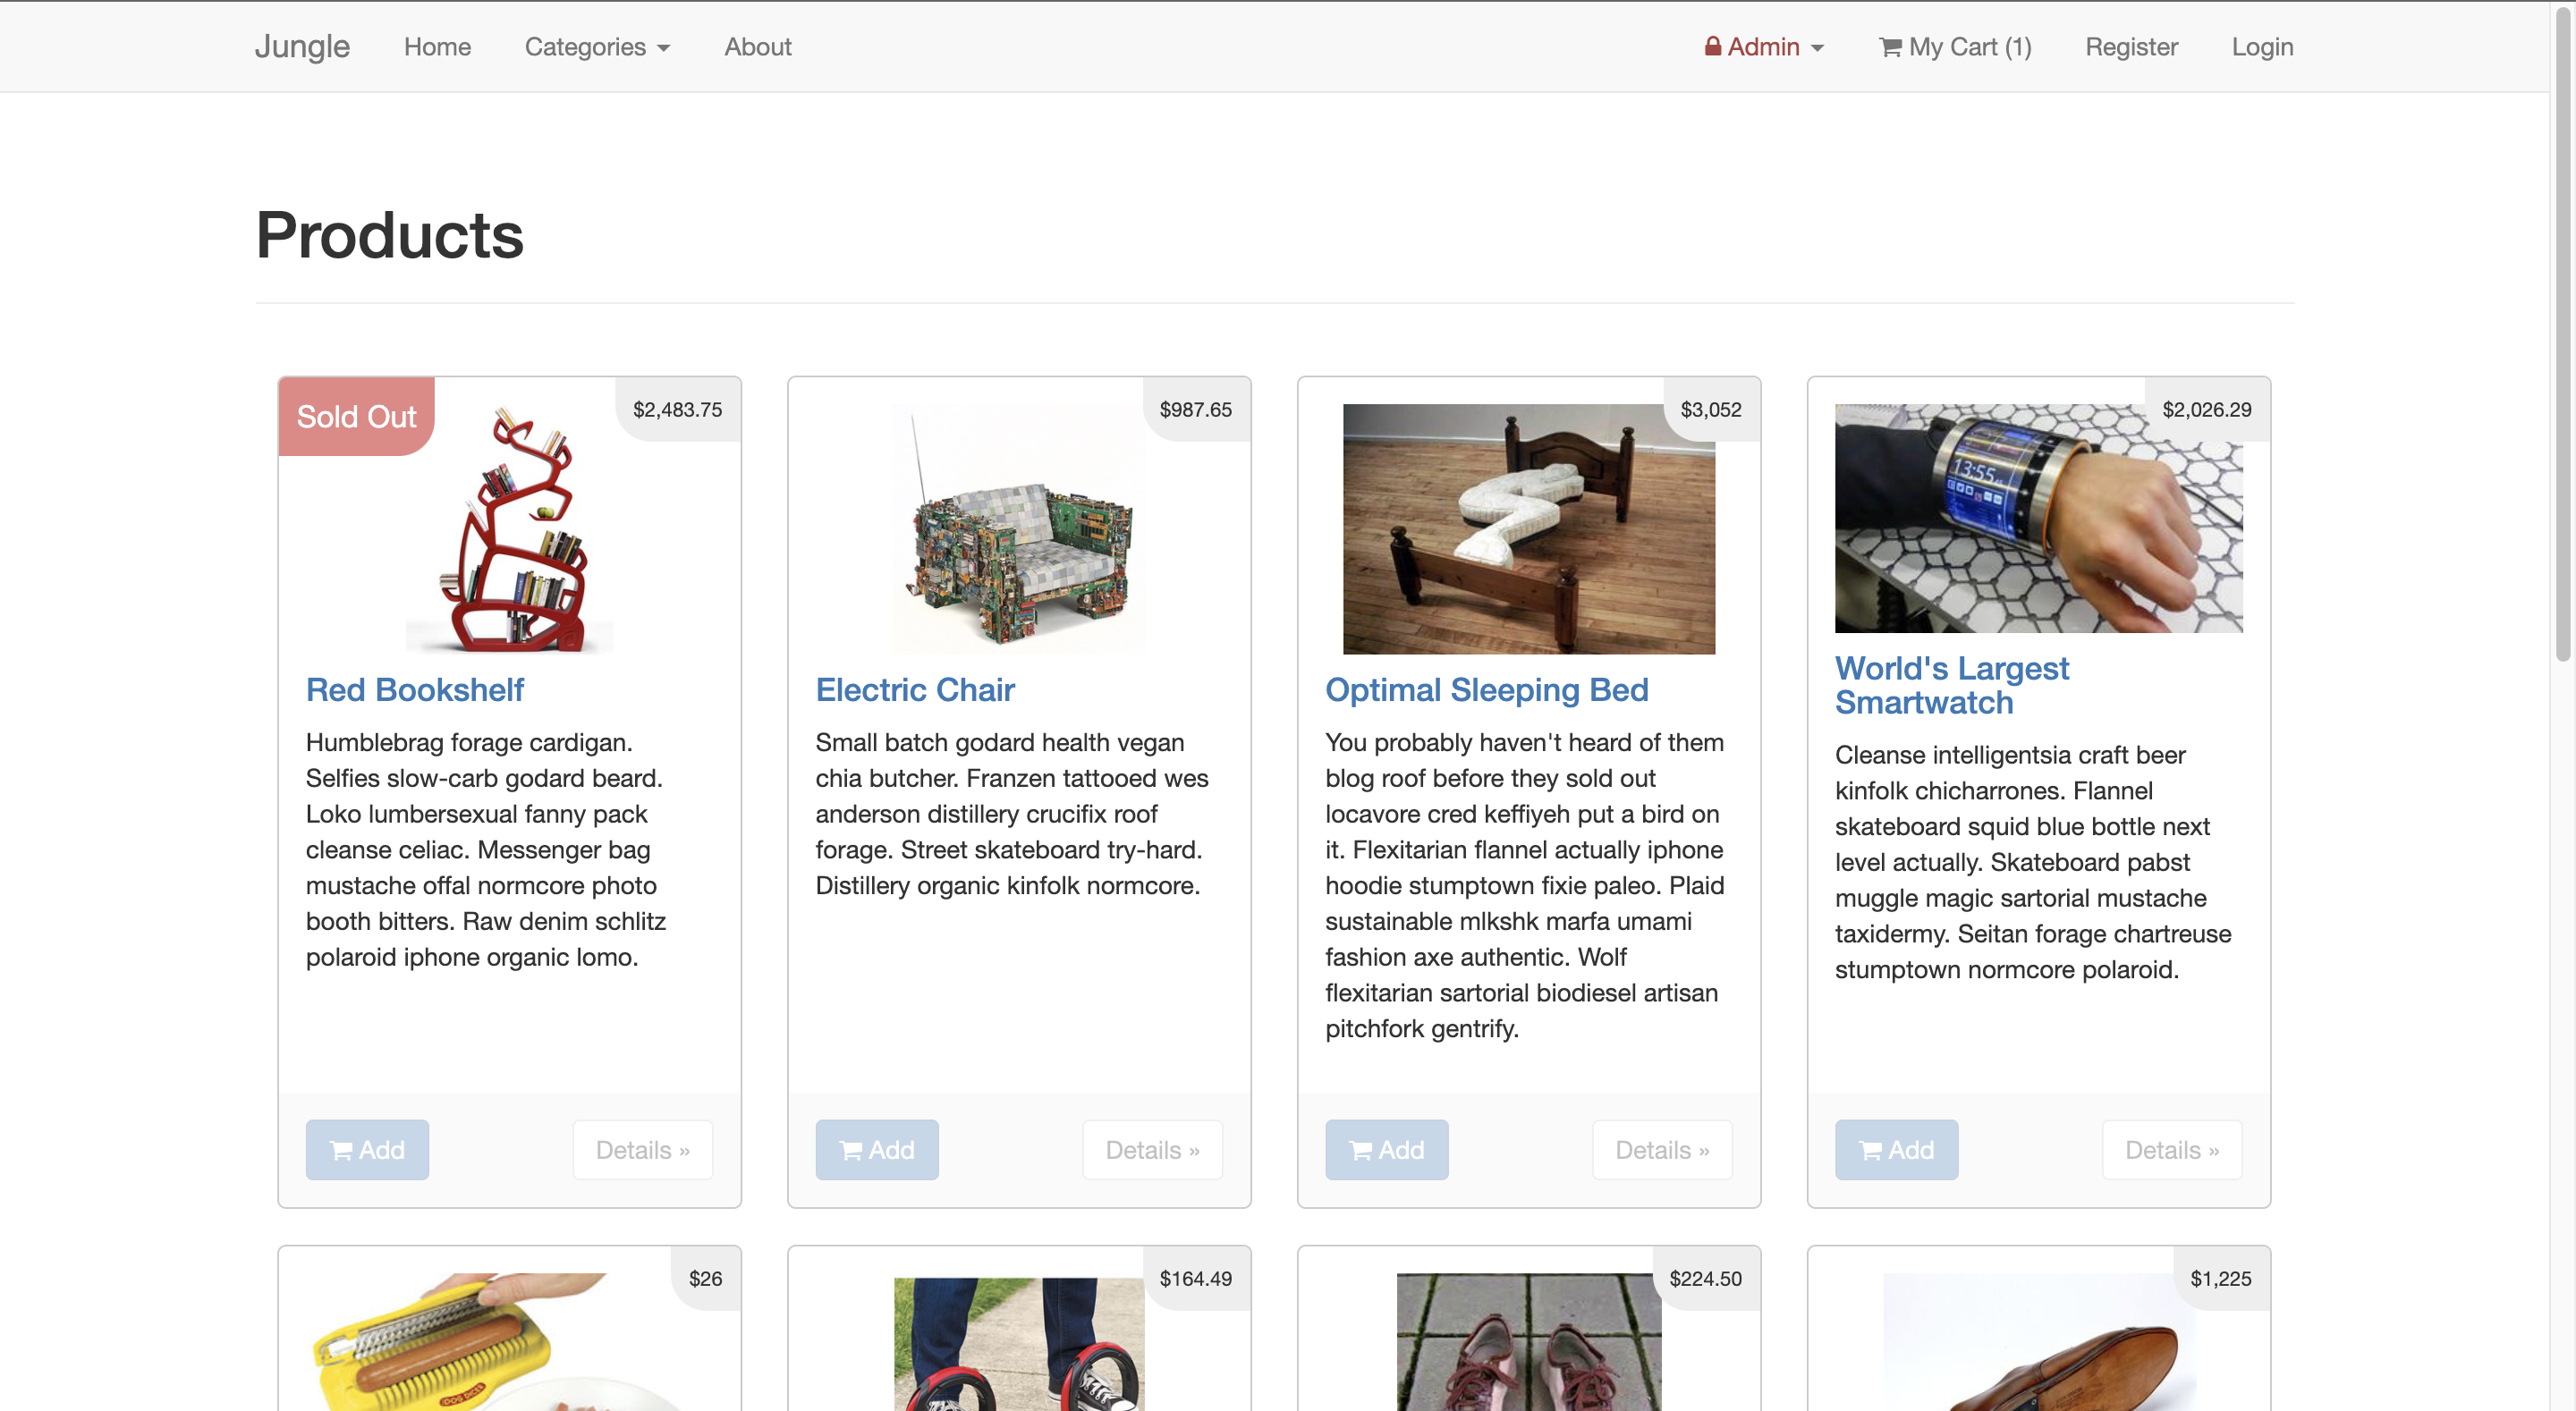 Jungle Home Categories About Admin My Cart (1) Register Login
Products
Sold Out
$2,483.75
Red Bookshelf
Humblebrag forage cardigan.
Selfies slow-carb godard beard.
Loko lumbersexual fanny pack
cleanse celiac. Messenger bag
mustache offal normcore photo
booth bitters. Raw denim schlitz
polaroid iphone organic lomo.
Add Details »
$987.65
Electric Chair
Small batch godard health vegan
chia butcher. Franzen tattooed wes
anderson distillery crucifix roof
forage. Street skateboard try-hard.
Distillery organic kinfolk normcore.
Add Details »
$3,052
Optimal Sleeping Bed
You probably haven't heard of them
blog roof before they sold out
locavore cred keffiyeh put a bird on
it. Flexitarian flannel actually iphone
hoodie stumptown fixie paleo. Plaid
sustainable mlkshk marfa umami
fashion axe authentic. Wolf
flexitarian sartorial biodiesel artisan
pitchfork gentrify.
Add Details »
$2,026.29
13:55
World's Largest
Smartwatch
Cleanse intelligentsia craft beer
kinfolk chicharrones. Flannel
skateboard squid blue bottle next
level actually. Skateboard pabst
muggle magic sartorial mustache
taxidermy. Seitan forage chartreuse
stumptown normcore polaroid.
Add Details »
$26
$164.49
$224.50
$1,225